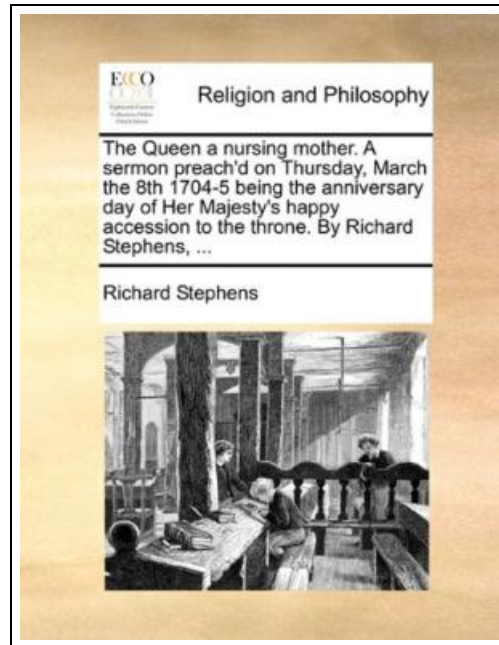 ECCO
Religion and Philosophy
The Queen a nursing mother. A
sermon preach'd on Thursday, March
the 8th 1704-5 being the anniversary
day of Her Majesty's happy
accession to the throne. By Richard
Stephens, ...
Richard Stephens